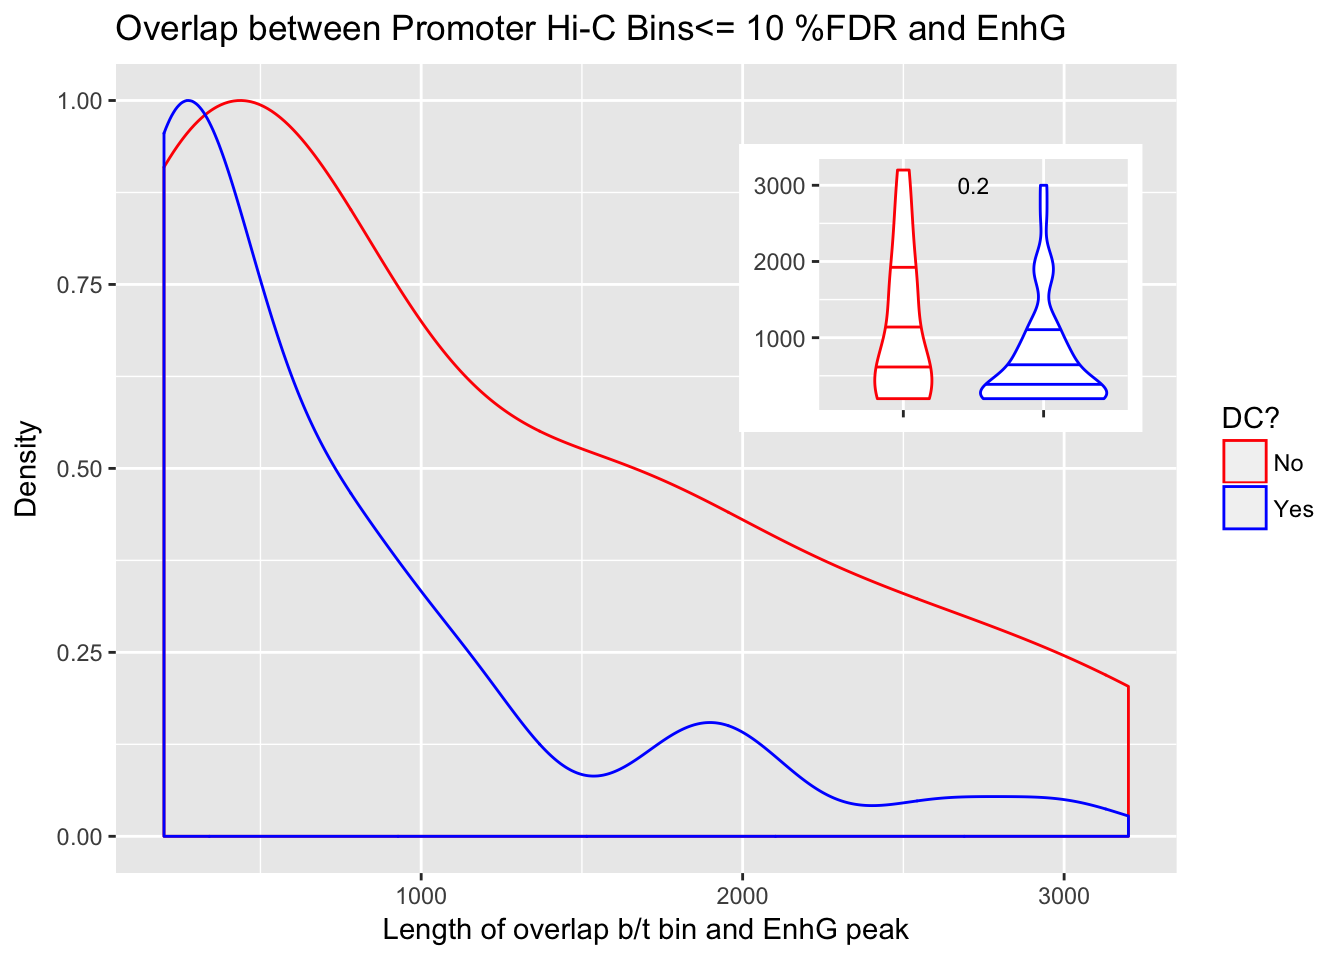 Overlap between Promoter Hi-C Bins<= 10 %FDR and EnhG
1.00
0.75
0.50
0.25
0.00
Density
1000
2000
3000
Length of overlap b/t bin and EnhG peak
3000
2000
1000
0.2
DC?
No
Yes